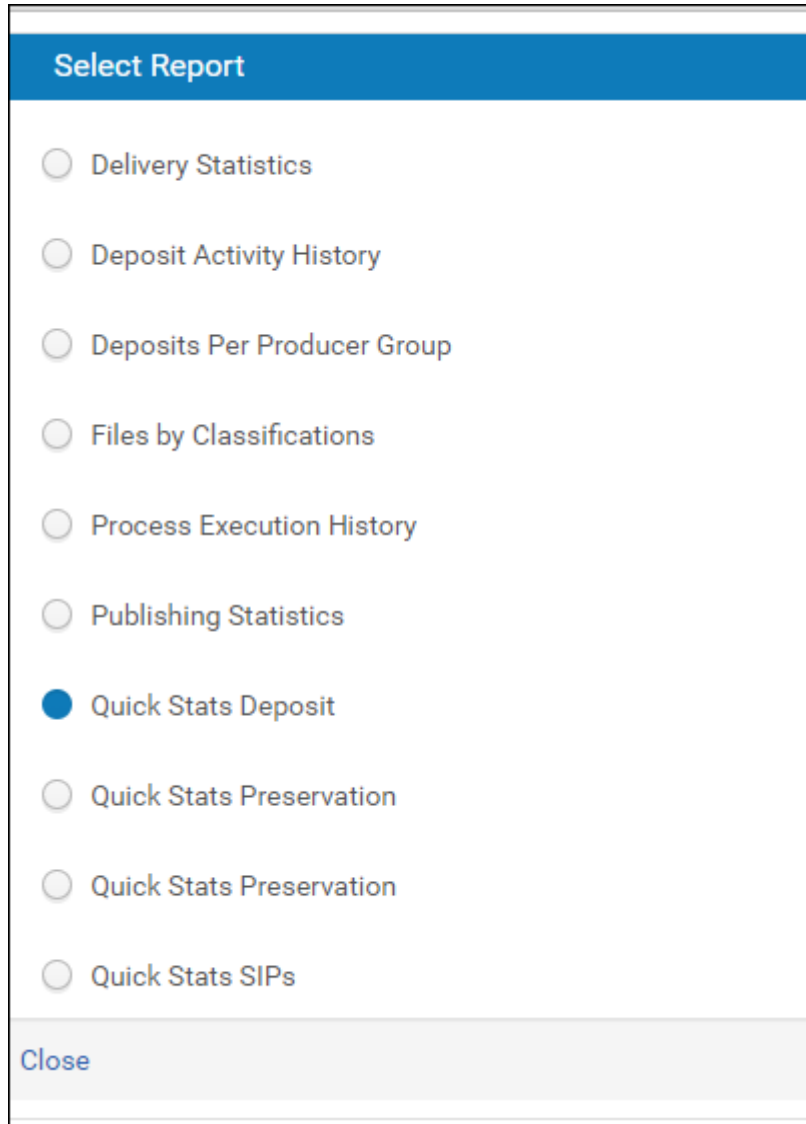 Select Report
Delivery Statistics
Deposit Activity History
Deposits Per Producer Group
Files by Classifications
Process Execution History
Publishing Statistics
Quick Stats Deposit
Quick Stats Preservation
Quick Stats Preservation
Quick Stats SIPs
Close